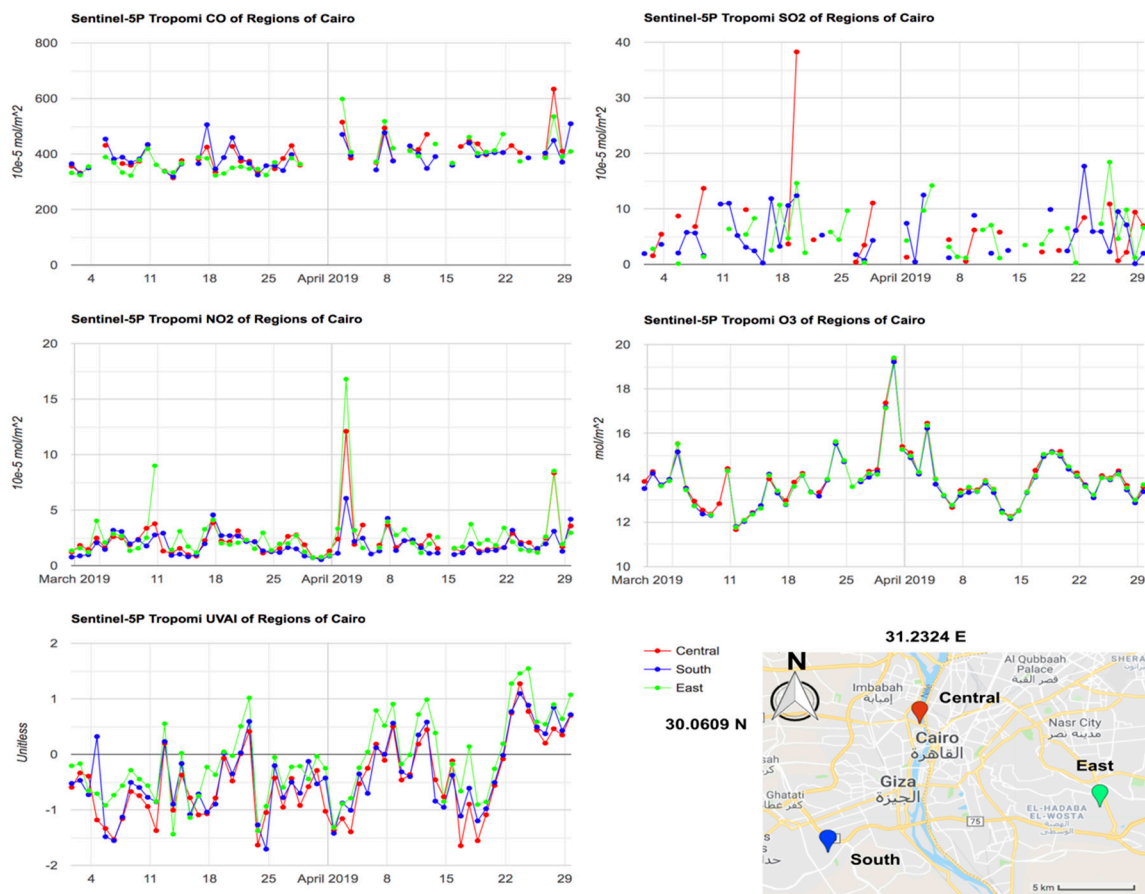 Sentinel-5P Tropomi CO of Regions of Cairo
800
600
400
200
0
10e-5 mol/m^2
4
11
18
25
April 2019
8
15
22
29
Sentinel-5P Tropomi SO2 of Regions of Cairo
40
30
20
10
0
10e-5 mol/m^2
4
11
18
25
April 2019
8
15
22
29
Sentinel-5P Tropomi NO2 of Regions of Cairo
20
15
10
5
0
10e-5 mol/m^2
March 2019
11
18
25
April 2019
8
15
22
29
Sentinel-5P Tropomi O3 of Regions of Cairo
20
18
16
14
12
10
mol/m^2
March 2019
11
18
25
April 2019
8
15
22
29
Sentinel-5P Tropomi UVAI of Regions of Cairo
2
1
0
-1
-2
Unitless
4
11
18
25
April 2019
8
15
22
29
Central
South
East
31.2324 E
30.0609 N
N
Al Qubbaah
Palace
قصر القبة
SHERA
Imbabah
إمبابة
Central
Nasr City
مدينة نصر
Cairo
القاهرة
East
Giza
الجيزة
Ghatati
EL-HADABA
EL-WOSTA
الهضبة
الوسطى
75
South
5 km